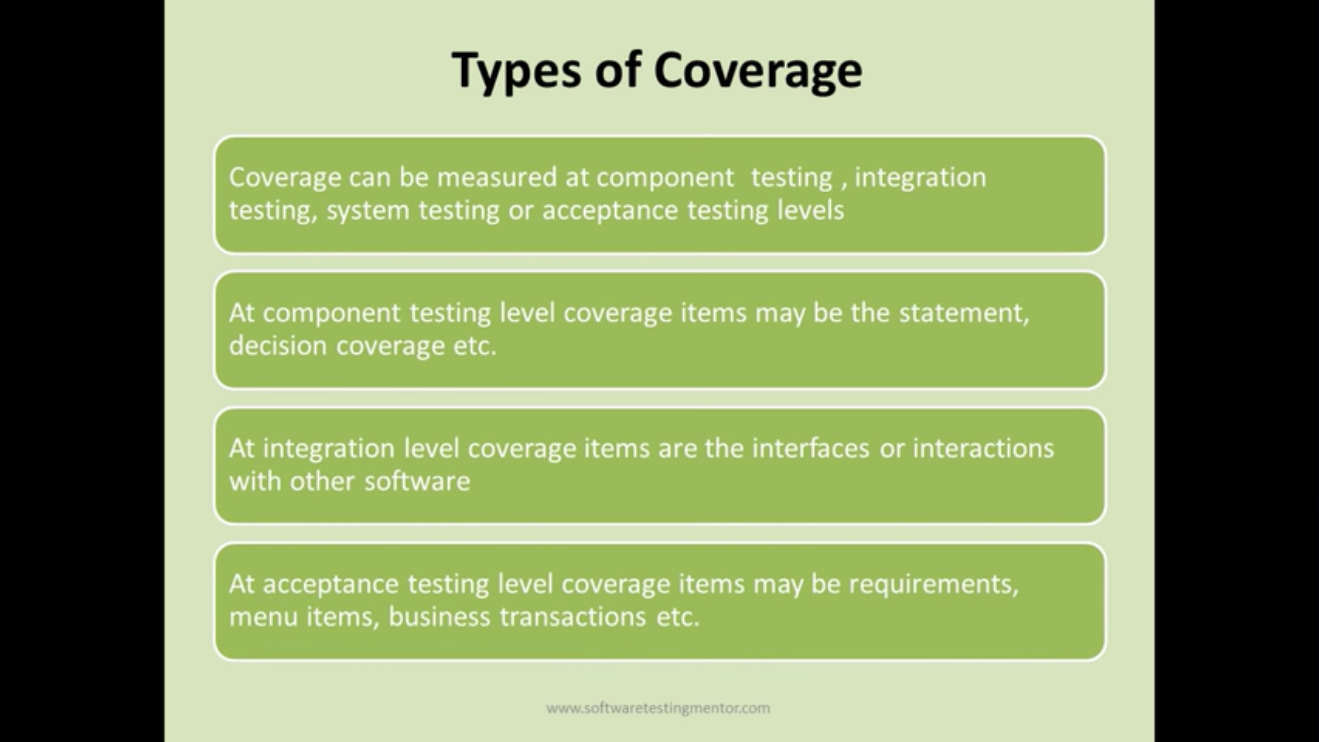 Types of Coverage
Coverage can be measured at component  testing , integration
testing, system testing or acceptance testing levels
At component testing level coverage items may be the statement,
decision coverage etc.
At integration level coverage items are the interfaces or interactions
with other software
At acceptance testing level coverage items may be requirements,
menu items, business transactions etc.
www.softwaretestingmentor.com